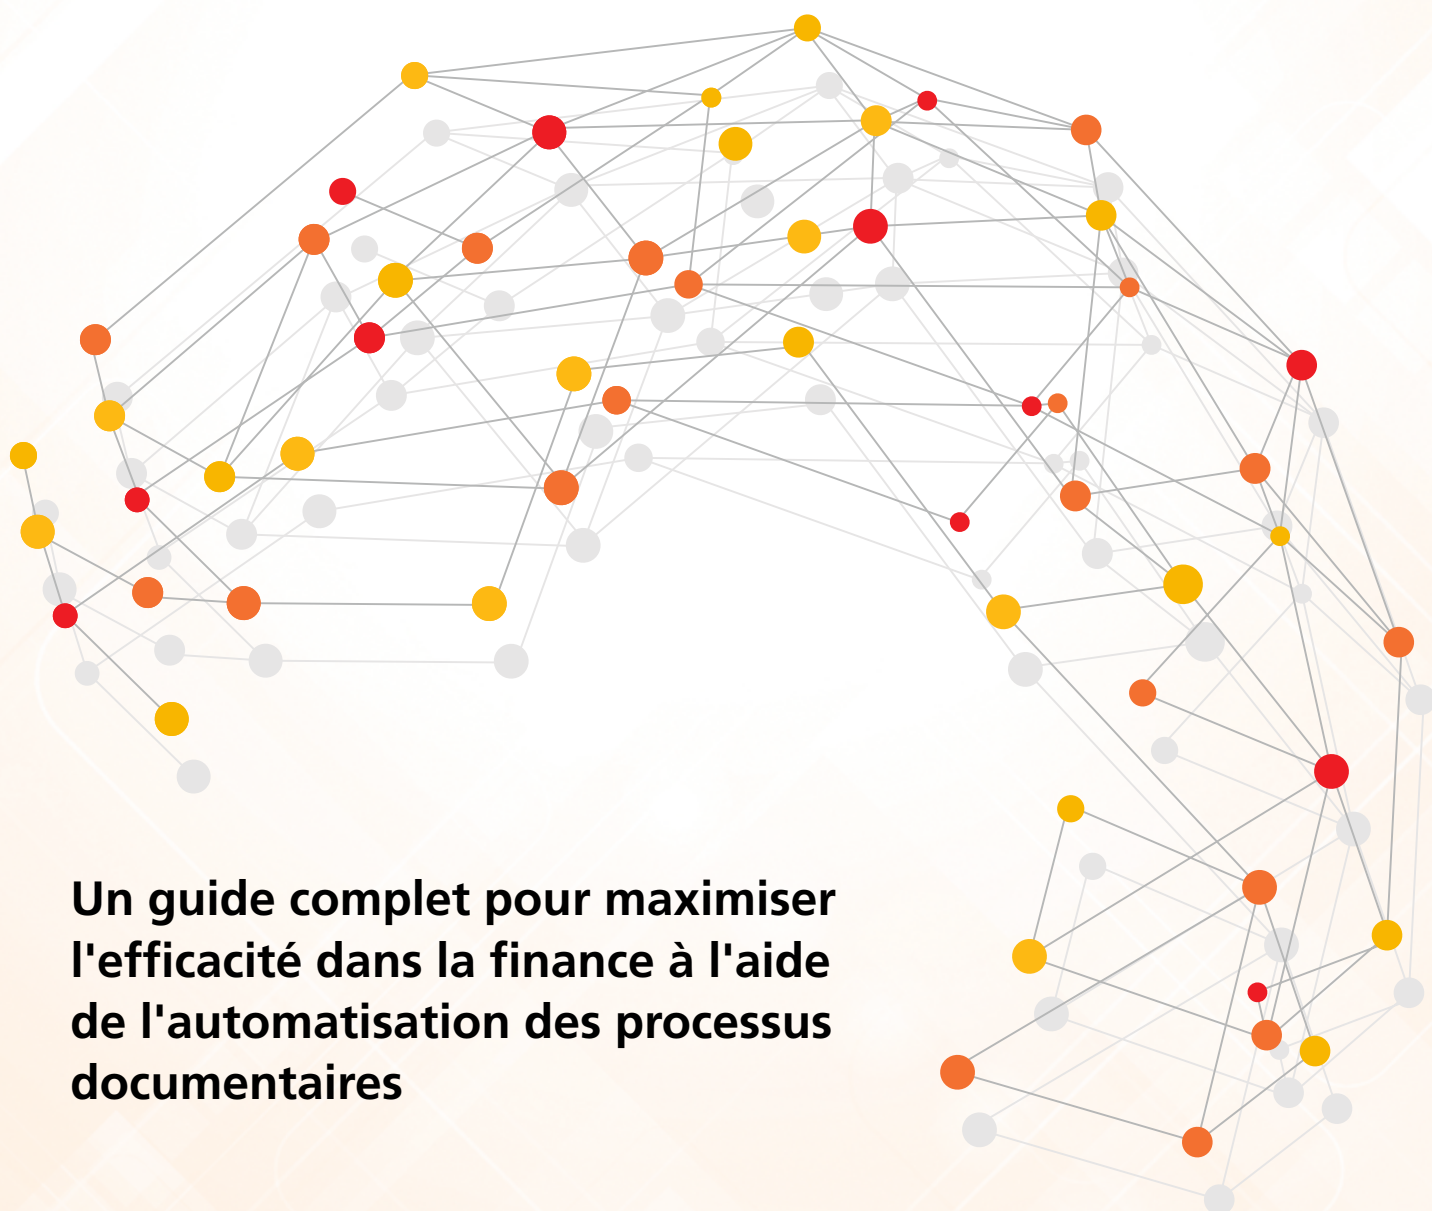 Un guide complet pour maximiser
l'efficacité dans la finance à l'aide
de l'automatisation des processus
documentaires